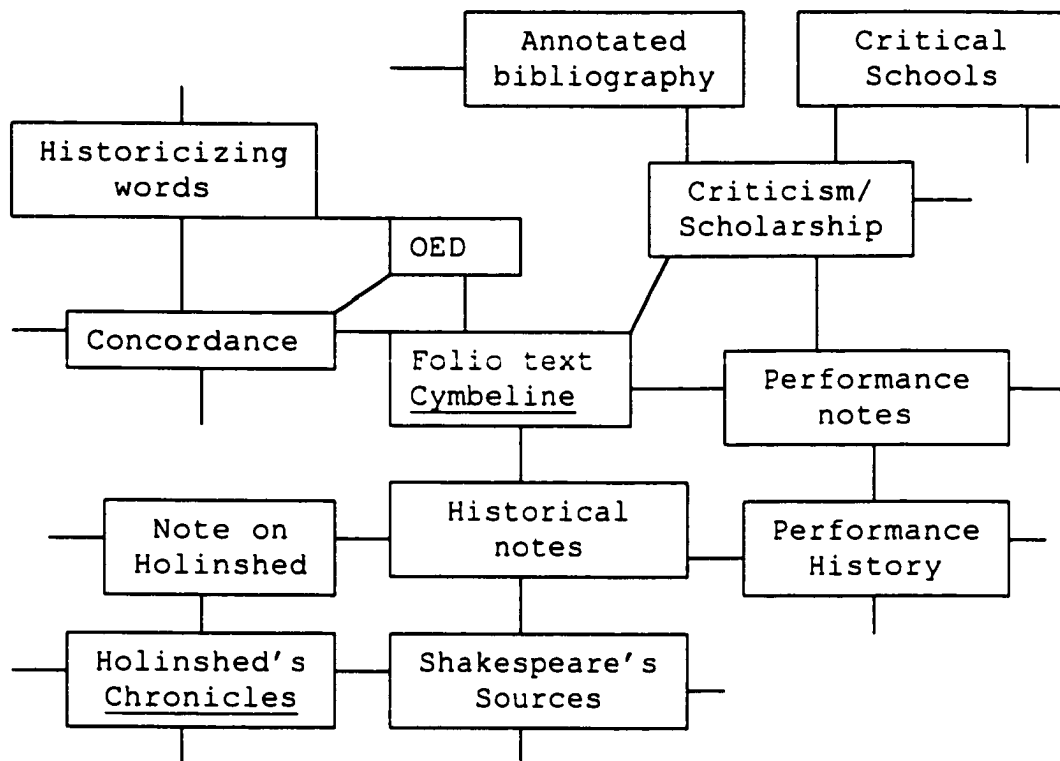 Annotated
bibliography
Critical
Schools
Historicizing
words
Criticism/
Scholarship
OED
Concordance
Folio text
Cymbeline
Performance
notes
Note on
Holinshed
Historical
notes
Performance
History
Holinshed's
Chronicles
Shakespeare's
Sources